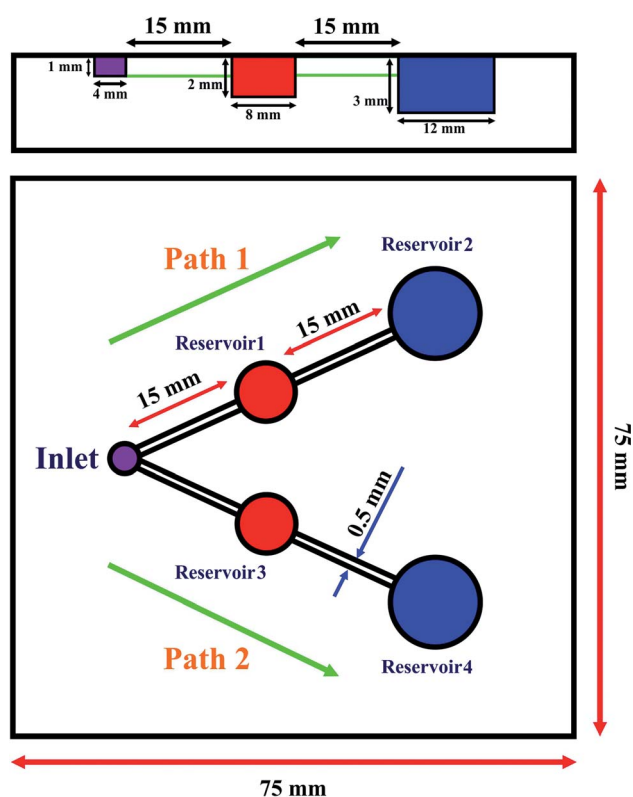 15 mm 15 mm
1 mm
4 mm
2 mm
8 mm
3 mm
12 mm
Path 1
Reservoir2
15 mm
Reservoir1
15 mm
Inlet
75 mm
0.5 mm
Reservoir3
Path 2
Reservoir4
75 mm